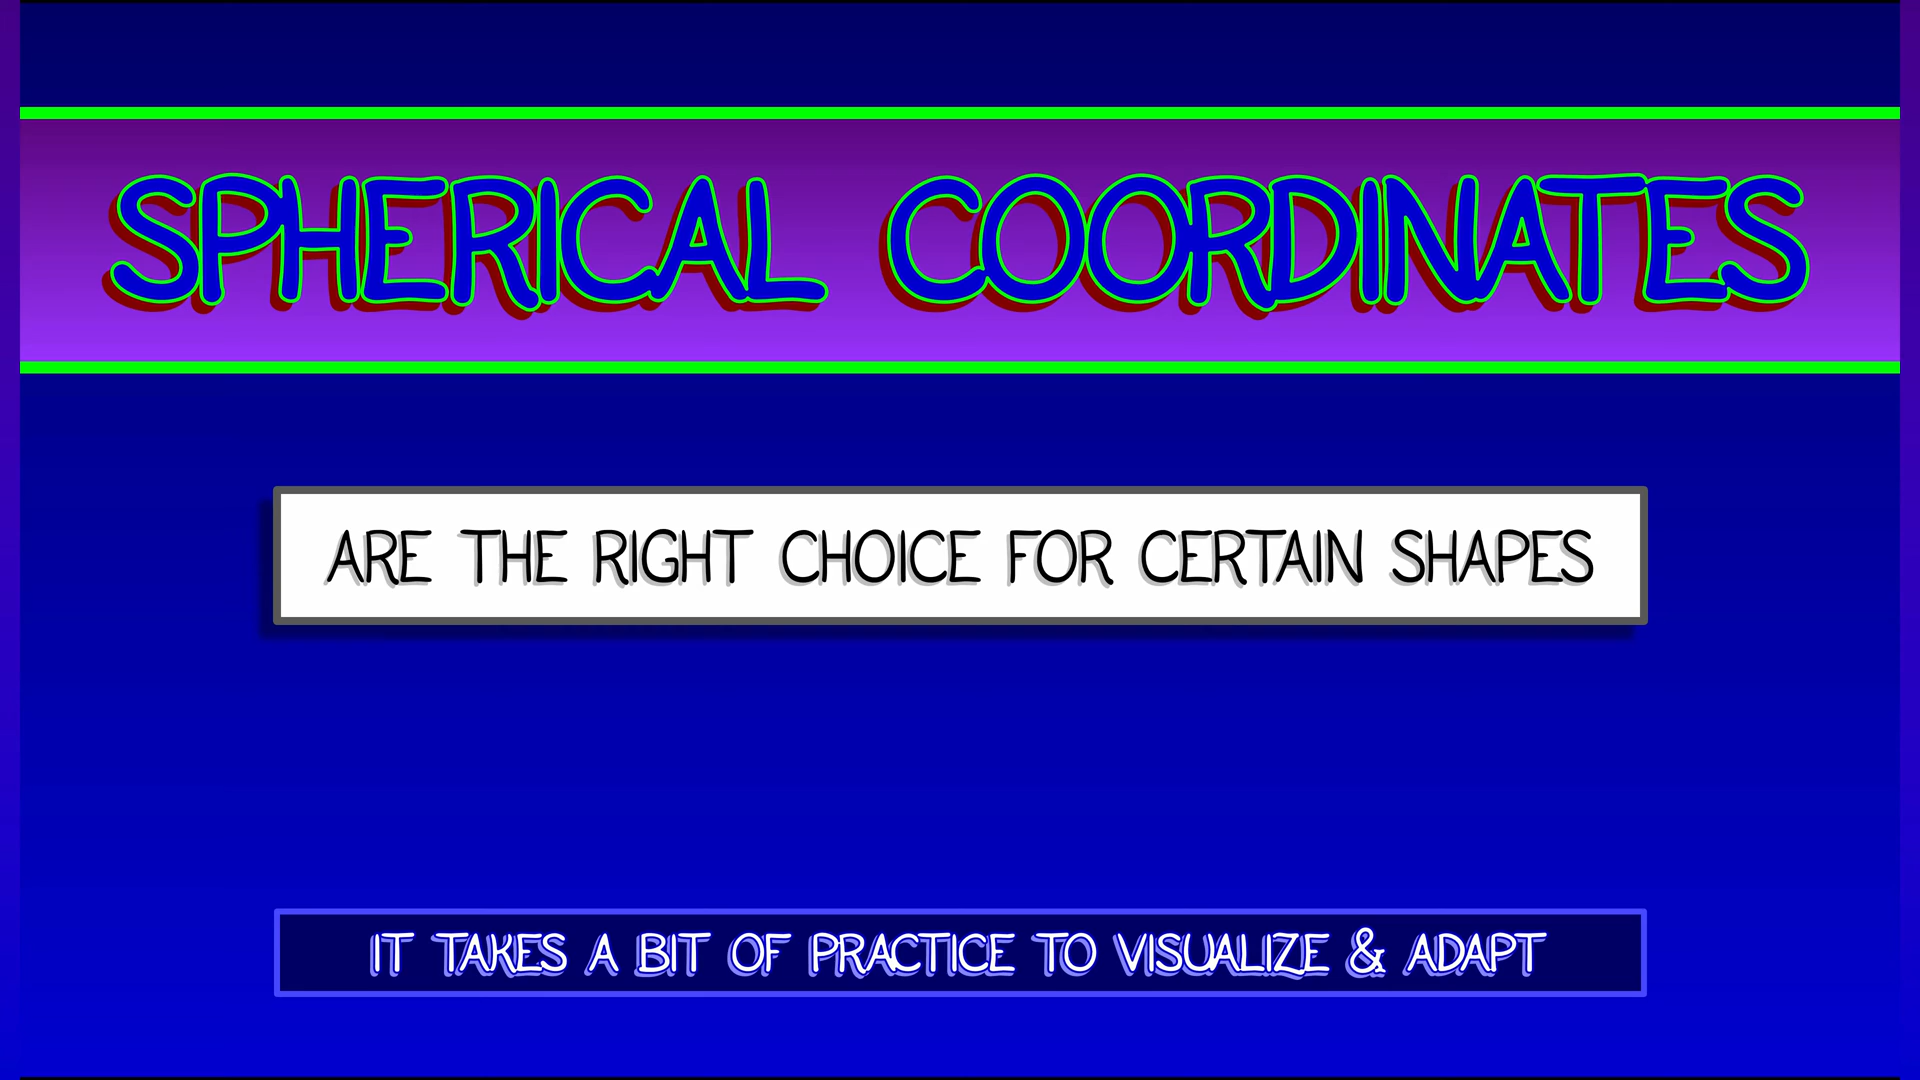 SPHERICAL COORDINATES
ARE THE RIGHT CHOICE FOR CERTAIN SHAPES
IT TAKES A BIT OF PRACTICE TO VISUALIZE & ADAPT